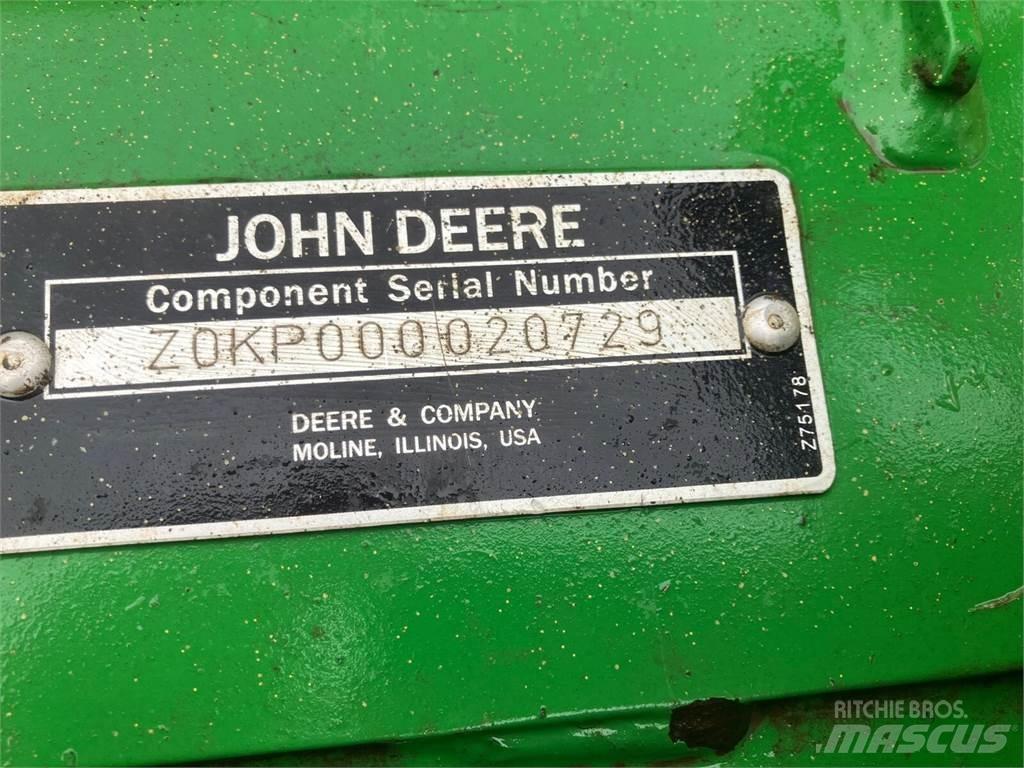 JOHN DEERE
Component Serial Number
Z0KP000020729
DEERE & COMPANY
MOLINE, ILLINOIS, USA
Z75178
RITCHIE BROS.
MASCUS